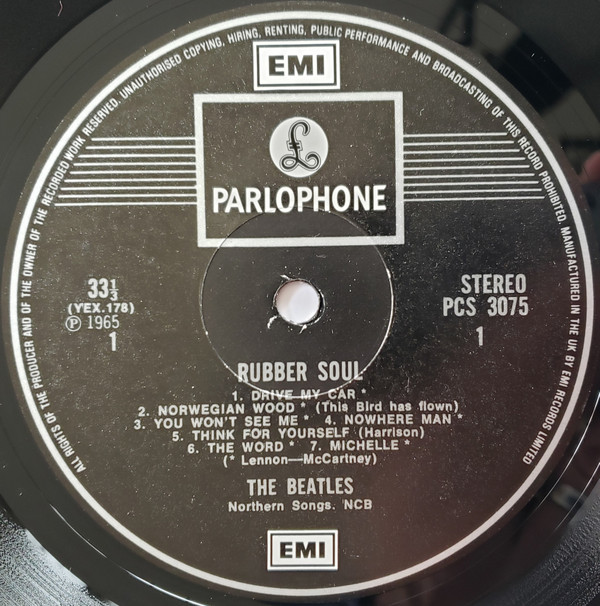 ALL RIGHTS OF THE PRODUCER AND OF THE OWNER OF THE RECORDED WORK RESERVED. UNAUTHORISED COPYING, HIRING, RENTING, PUBLIC PERFORMANCE AND BROADCASTING OF THIS RECORD PROHIBITED. MANUFACTURED IN THE UK BY EMI RECORDS LIMITED
EMI
£
PARLOPHONE
33⅓
(YEX.178)
Ⓟ 1965
1
STEREO
PCS 3075
1
RUBBER SOUL
1. DRIVE MY CAR *
2. NORWEGIAN WOOD * (This Bird has flown)
3. YOU WON'T SEE ME * 4. NOWHERE MAN *
5. THINK FOR YOURSELF (Harrison)
6. THE WORD * 7. MICHELLE *
(* Lennon—McCartney)
THE BEATLES
Northern Songs. NCB
EMI